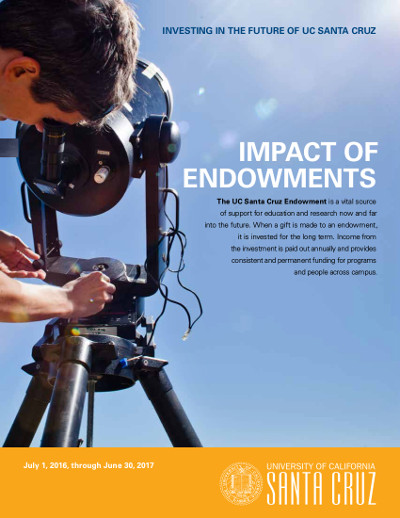 INVESTING IN THE FUTURE OF UC SANTA CRUZ
IMPACT OF
ENDOWMENTS
The UC Santa Cruz Endowment is a vital source
of support for education and research now and far
into the future. When a gift is made to an endowment,
it is invested for the long term. Income from
the investment is paid out annually and provides
consistent and permanent funding for programs
and people across campus.
July 1, 2016, through June 30, 2017
UNIVERSITY OF CALIFORNIA
SANTA CRUZ